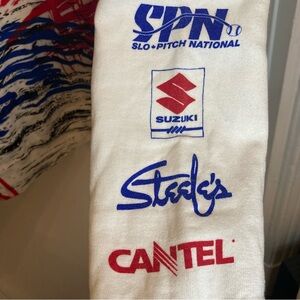 SPN
SLO•PITCH NATIONAL
SUZUKI
Steele's
CANTEL